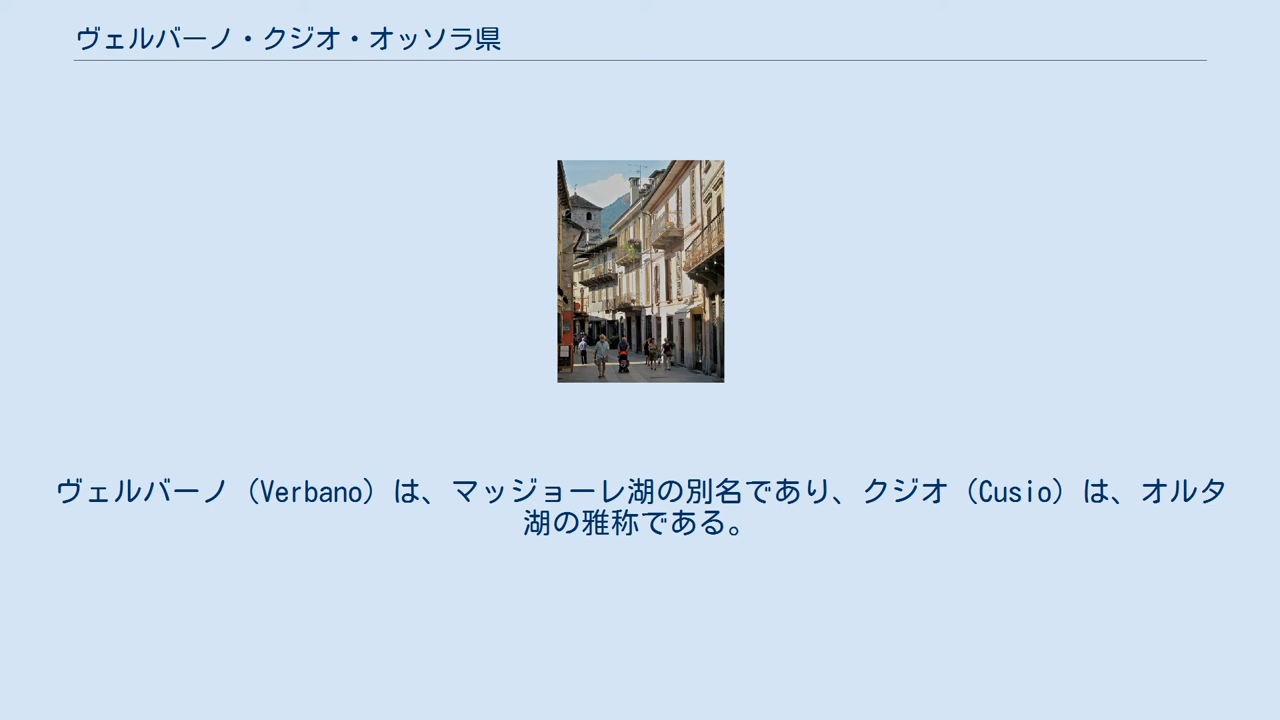 ヴェルバーノ・クジオ・オッソラ県
ヴェルバーノ（Verbano）は、マッジョーレ湖の別名であり、クジオ（Cusio）は、オルタ
湖の雅称である。